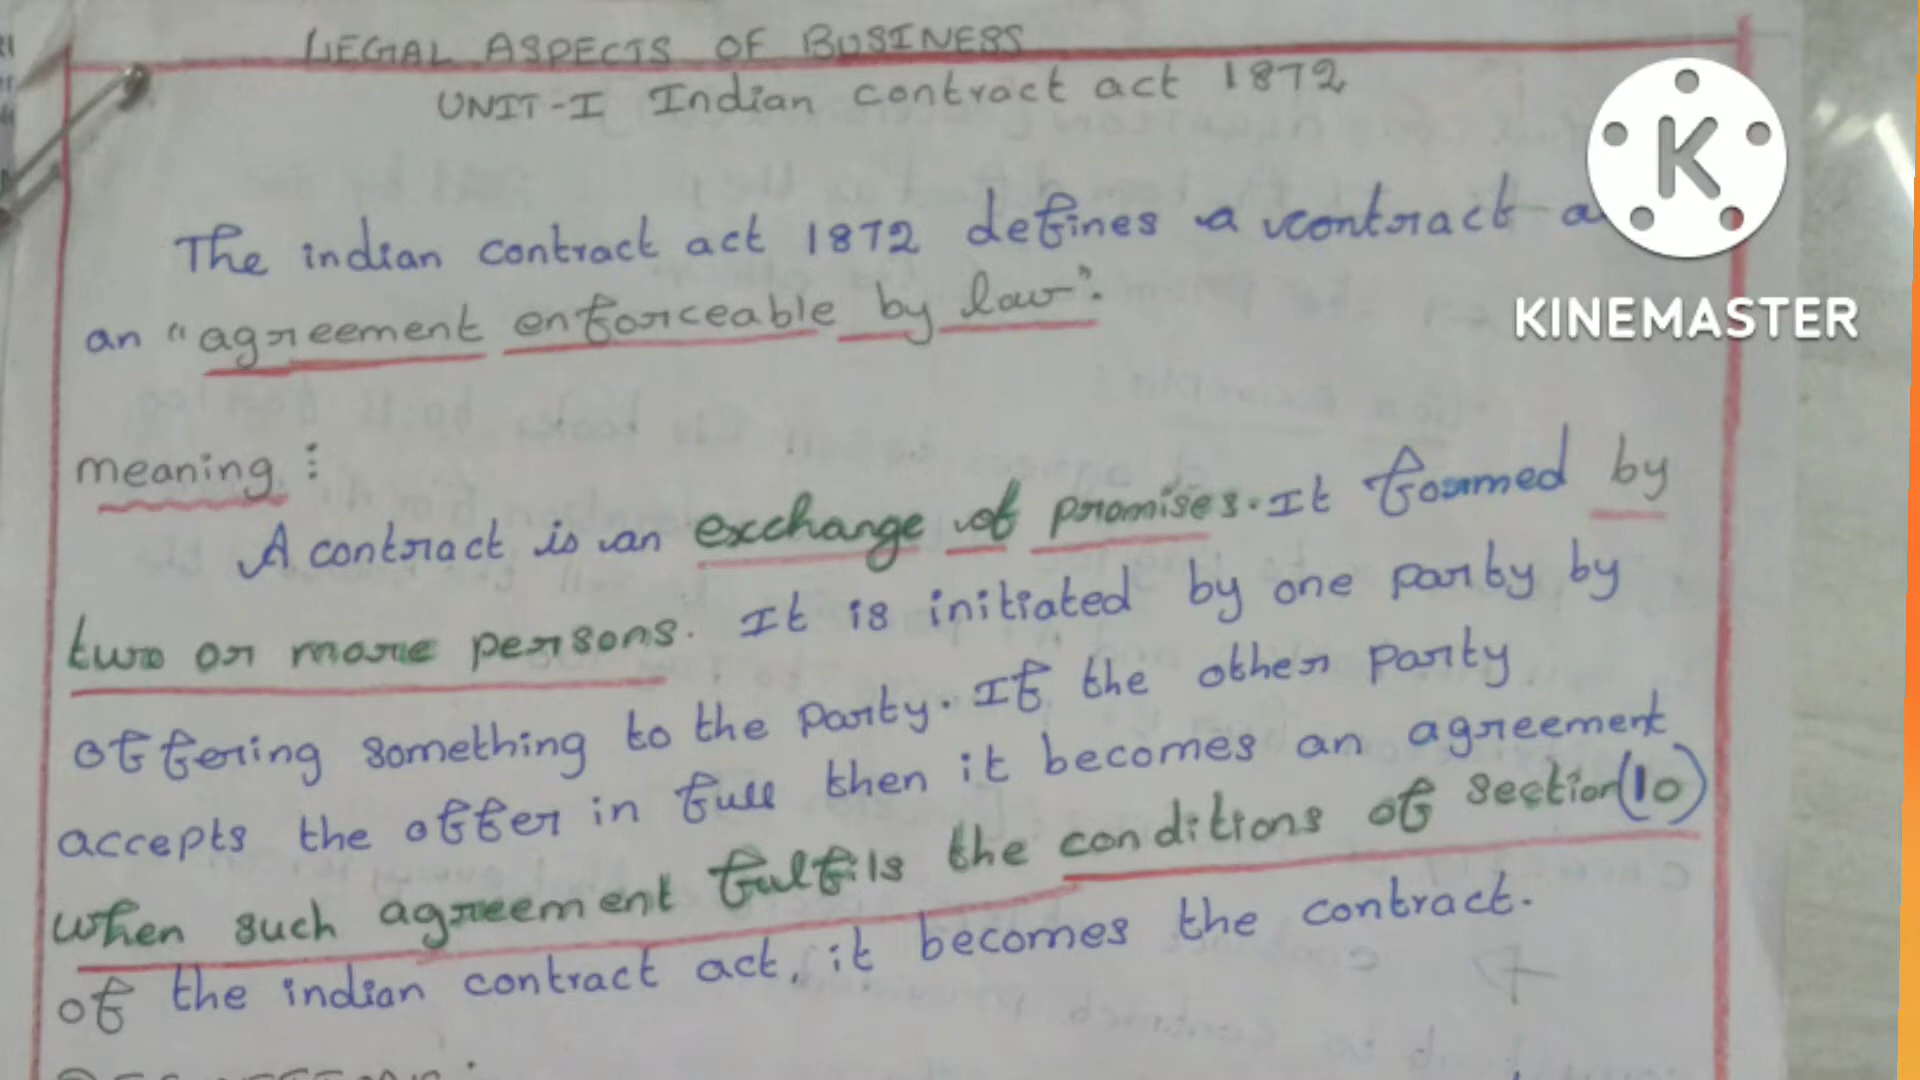 LEGAL ASPECTS OF BUSINESS
UNIT-I Indian contract act 1872
The indian contract act 1872 defines a contract
an "agreement enforceable by law".
meaning :
A contract is an exchange of promises. It formed by
two or more persons. It is initiated by one party by
offering something to the party. If the other party
accepts the offer in full then it becomes an agreement
when such agreement fulfils the conditions of section (10)
of the indian contract act, it becomes the contract.
K
KINEMASTER